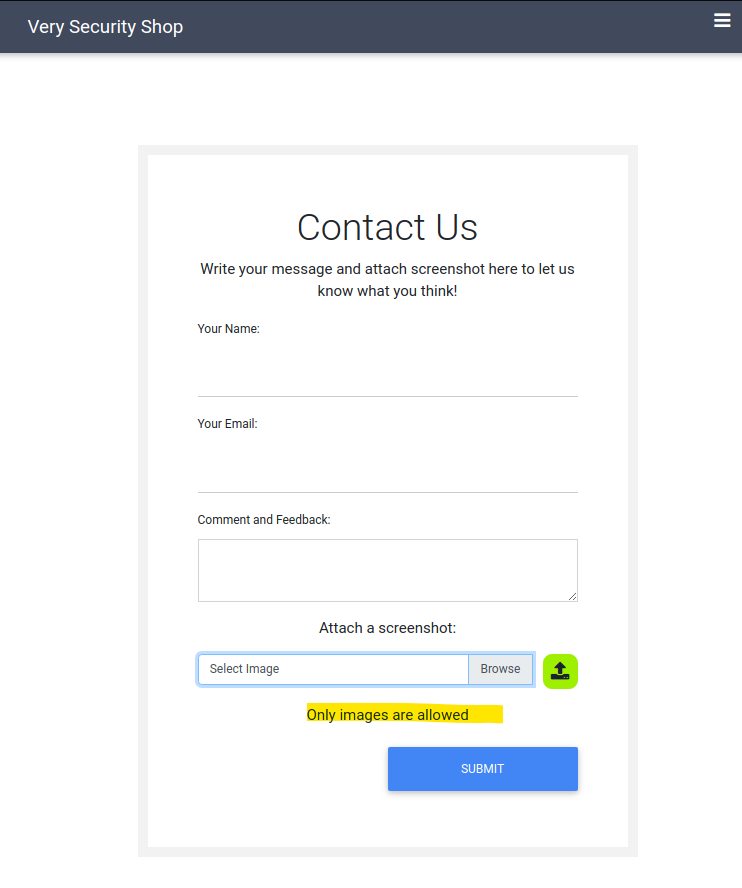 Very Security Shop
Contact Us
Write your message and attach screenshot here to let us
know what you think!
Your Name:
Your Email:
Comment and Feedback:
Attach a screenshot:
Select Image Browse
Only images are allowed
SUBMIT